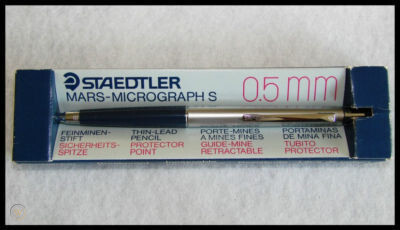 STAEDTLER
MARS-MICROGRAPH S
0.5 mm
FEINMINEN- THIN-LEAD PORTE-MINES PORTAMINAS
STIFT PENCIL A MINES FINES DE MINA FINA
SICHERHEITS- PROTECTOR GUIDE-MINE TUBITO
SPITZE POINT RETRACTABLE PROTECTOR